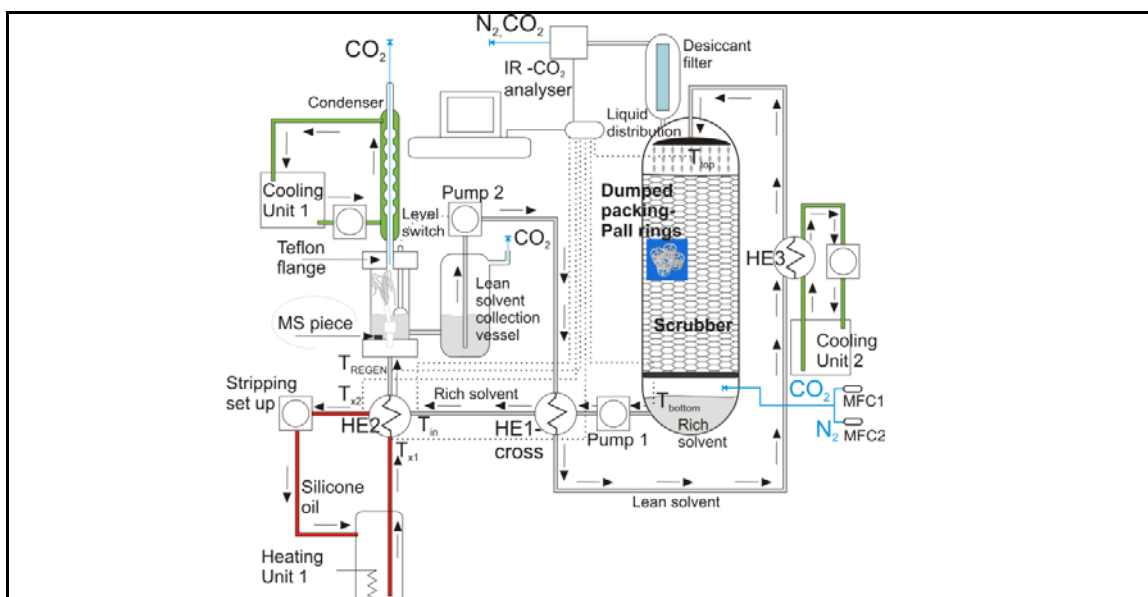 N2,CO2
CO2
Desiccant
filter
IR -CO2
analyser
Condenser
Liquid
distribution
Ttop
Cooling
Unit 1
Pump 2
Dumped
packing-
Pall rings
Level
switch
CO2
Teflon
flange
HE3
Lean
solvent
collection
vessel
MS piece
Scrubber
Cooling
Unit 2
TREGEN
Stripping
set up
Tx2
Rich solvent
CO2
MFC1
Tbottom
HE2
Tin
HE1-
cross
Pump 1
Rich
solvent
N2
MFC2
Tx1
Silicone
oil
Lean solvent
Heating
Unit 1